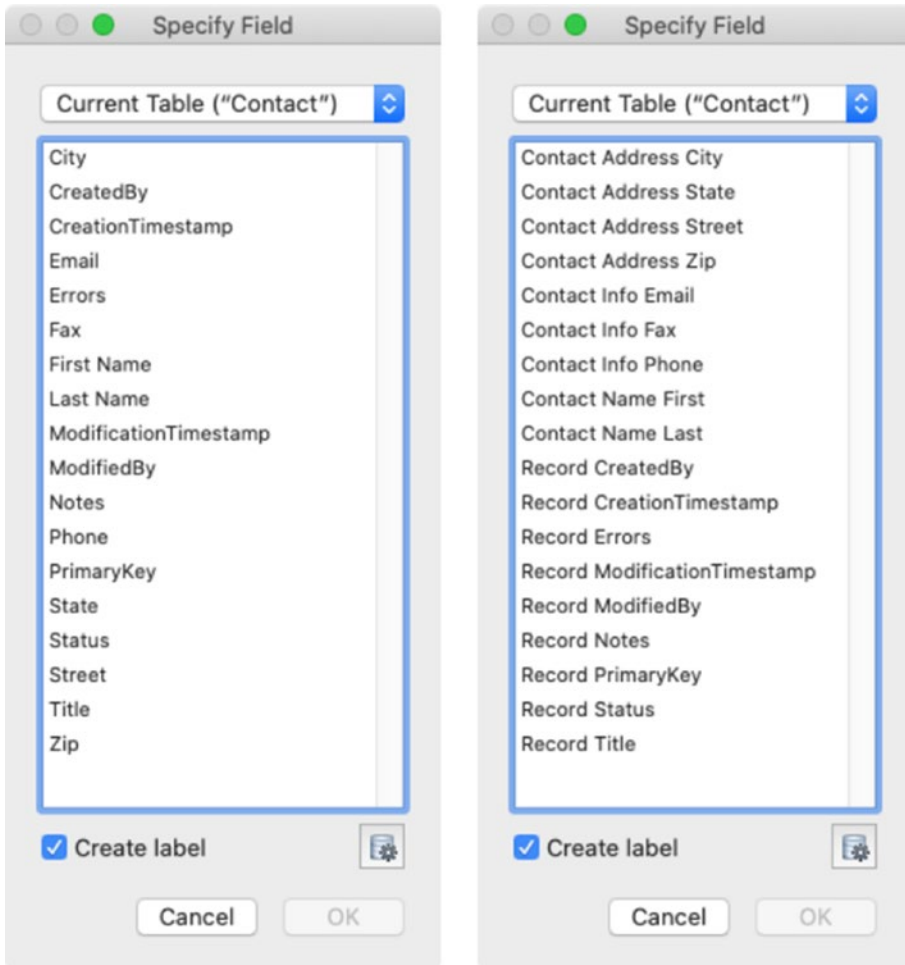 Specify Field
Current Table (“Contact”)
City
CreatedBy
CreationTimestamp
Email
Errors
Fax
First Name
Last Name
ModificationTimestamp
ModifiedBy
Notes
Phone
PrimaryKey
State
Status
Street
Title
Zip
Create label
Cancel
OK
Specify Field
Current Table (“Contact”)
Contact Address City
Contact Address State
Contact Address Street
Contact Address Zip
Contact Info Email
Contact Info Fax
Contact Info Phone
Contact Name First
Contact Name Last
Record CreatedBy
Record CreationTimestamp
Record Errors
Record ModificationTimestamp
Record ModifiedBy
Record Notes
Record PrimaryKey
Record Status
Record Title
Create label
Cancel
OK